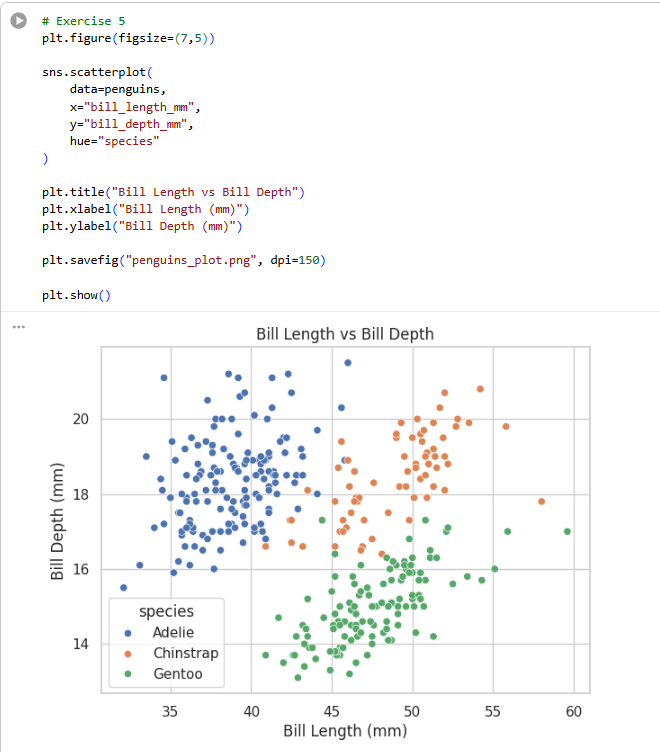 # Exercise 5
plt.figure(figsize=(7,5))
sns.scatterplot(
data=penguins,
x="bill_length_mm",
y="bill_depth_mm",
hue="species"
)
plt.title("Bill Length vs Bill Depth")
plt.xlabel("Bill Length (mm)")
plt.ylabel("Bill Depth (mm)")
plt.savefig("penguins_plot.png", dpi=150)
plt.show()
...
Bill Length vs Bill Depth
Bill Depth (mm)
20
18
16
14
species
Adelie
Chinstrap
Gentoo
35 40 45 50 55 60
Bill Length (mm)